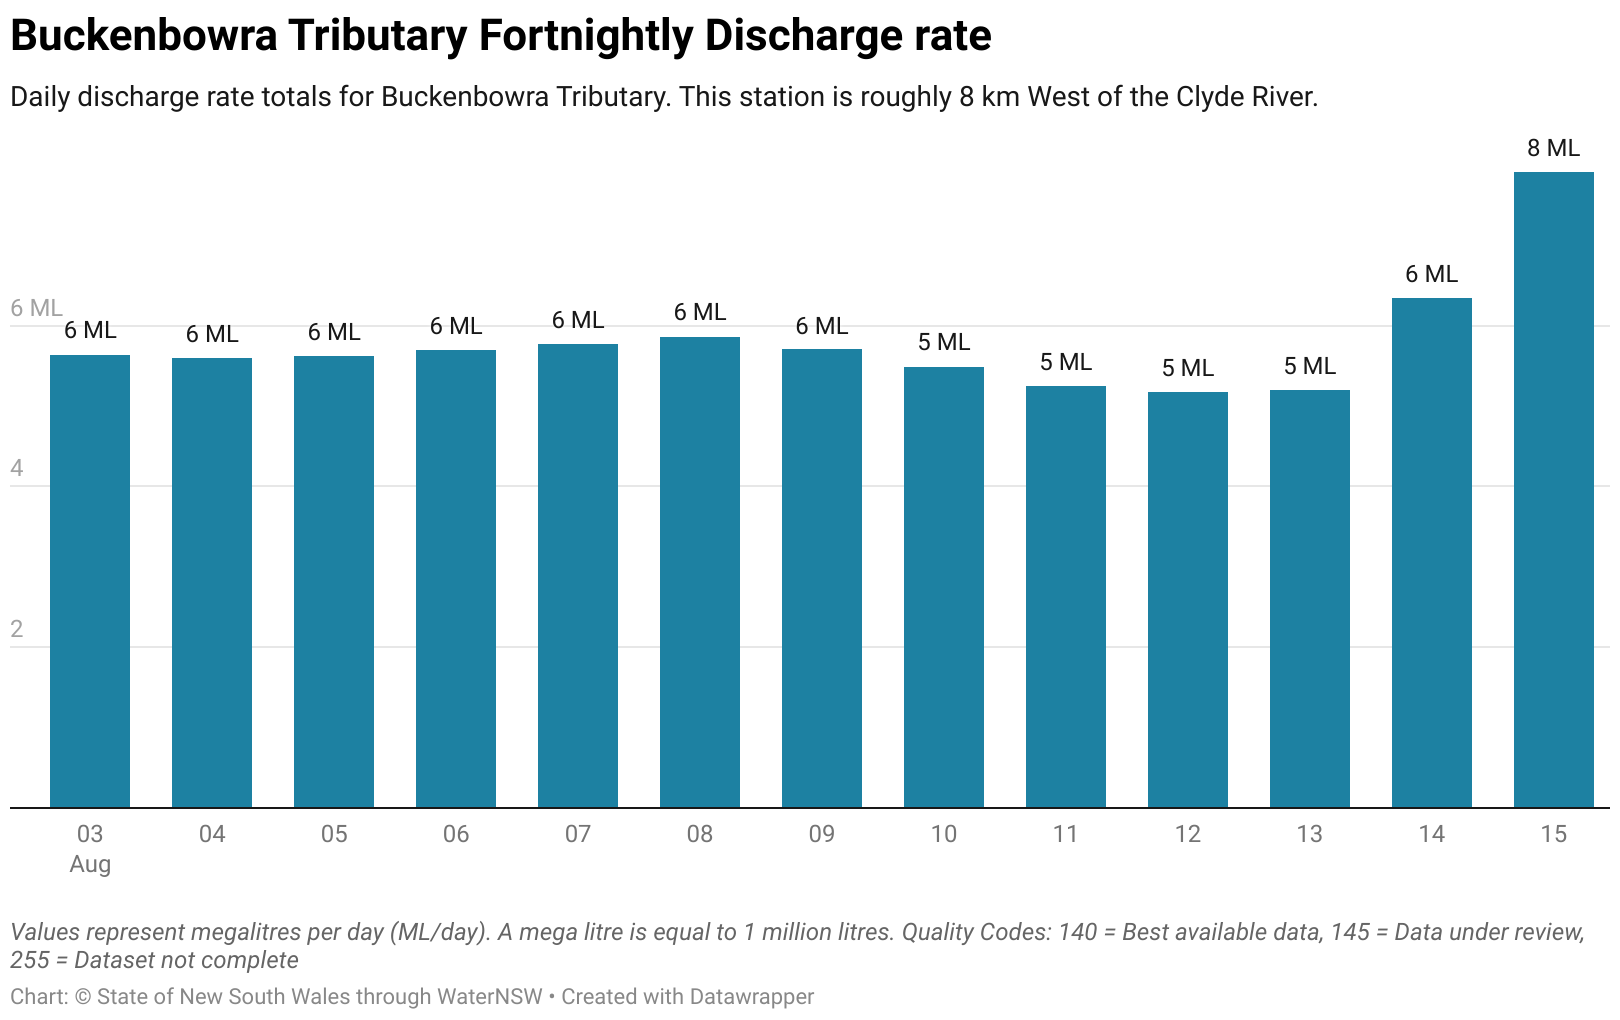 Buckenbowra Tributary Fortnightly Discharge rate
Daily discharge rate totals for Buckenbowra Tributary. This station is roughly 8 km West of the Clyde River.
8 ML
6 ML
6 ML
6 ML
6 ML
6 ML
6 ML
6 ML
6 ML
6 ML
5 ML
5 ML
5 ML
5 ML
4
2
03 04 05 06 07 08 09 10 11 12 13 14 15
Aug
Values represent megalitres per day (ML/day). A mega litre is equal to 1 million litres. Quality Codes: 140 = Best available data, 145 = Data under review,
255 = Dataset not complete
Chart: © State of New South Wales through WaterNSW • Created with Datawrapper